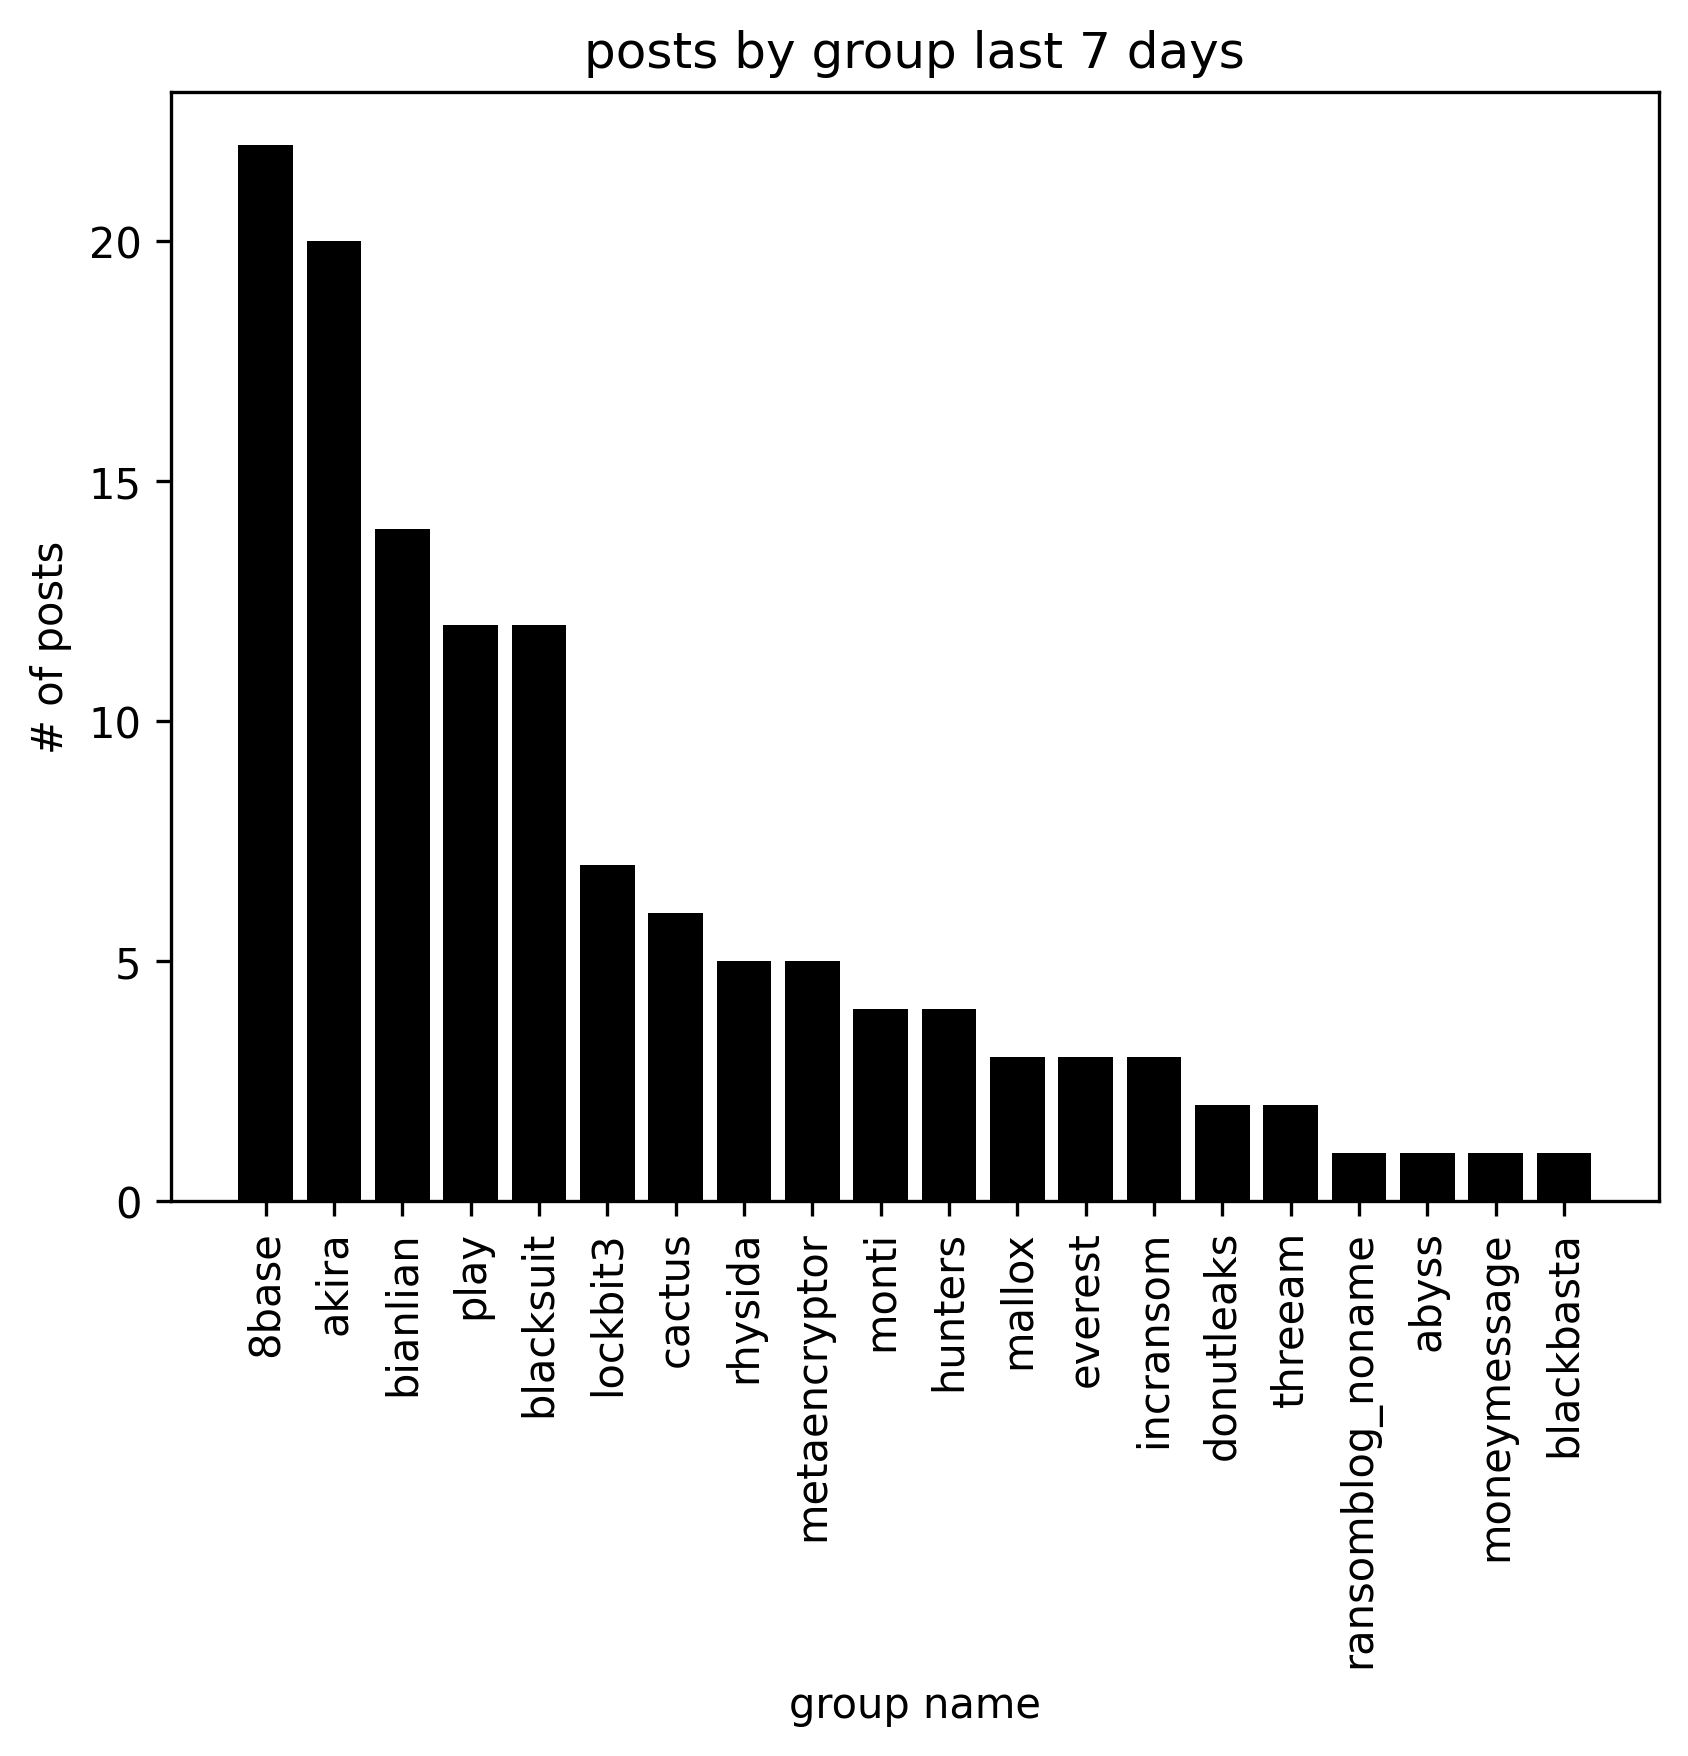 posts by group last 7 days
# of posts
20
15
10
5
0
8base
akira
bianlian
play
blacksuit
lockbit3
cactus
rhysida
metaencryptor
monti
hunters
mallox
everest
incransom
donutleaks
threeam
ransomblog_noname
abyss
moneymessage
blackbasta
group name